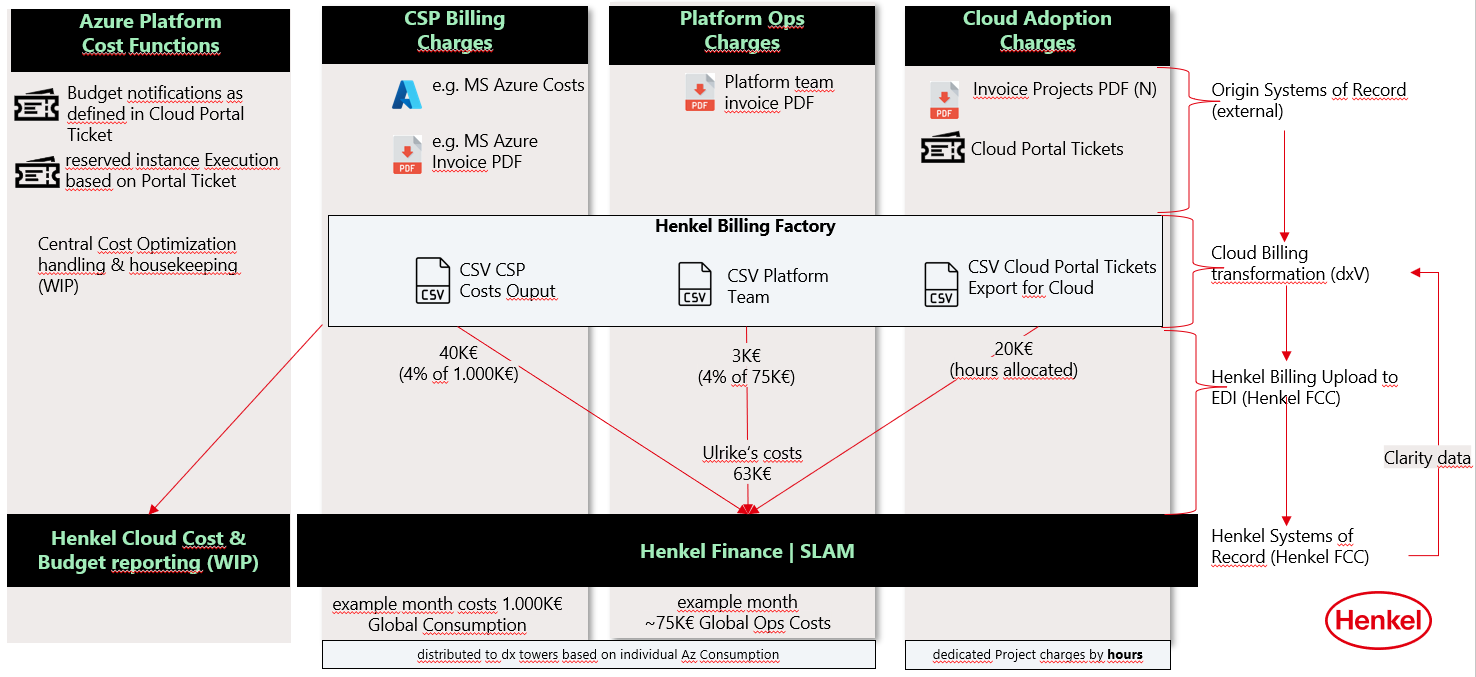 Azure Platform
Cost Functions
Budget notifications as
defined in Cloud Portal
Ticket
reserved instance Execution
based on Portal Ticket
Central Cost Optimization
handling & housekeeping
(WIP)
Henkel Cloud Cost &
Budget reporting (WIP)
CSP Billing
Charges
e.g. MS Azure Costs
PDF
e.g. MS Azure
Invoice PDF
Platform Ops
Charges
PDF
Platform team
invoice PDF
Cloud Adoption
Charges
PDF
Invoice Projects PDF (N)
Cloud Portal Tickets
Henkel Billing Factory
CSV
CSV CSP
Costs Ouput
CSV
CSV Platform
Team
CSV
CSV Cloud Portal Tickets
Export for Cloud
40K€
(4% of 1.000K€)
3K€
(4% of 75K€)
20K€
(hours allocated)
Ulrike‘s costs
63K€
Henkel Finance | SLAM
example month costs 1.000K€
Global Consumption
example month
~75K€ Global Ops Costs
distributed to dx towers based on individual Az Consumption
dedicated Project charges by hours
Origin Systems of Record
(external)
Cloud Billing
transformation (dxV)
Henkel Billing Upload to
EDI (Henkel FCC)
Clarity data
Henkel Systems of
Record (Henkel FCC)
Henkel